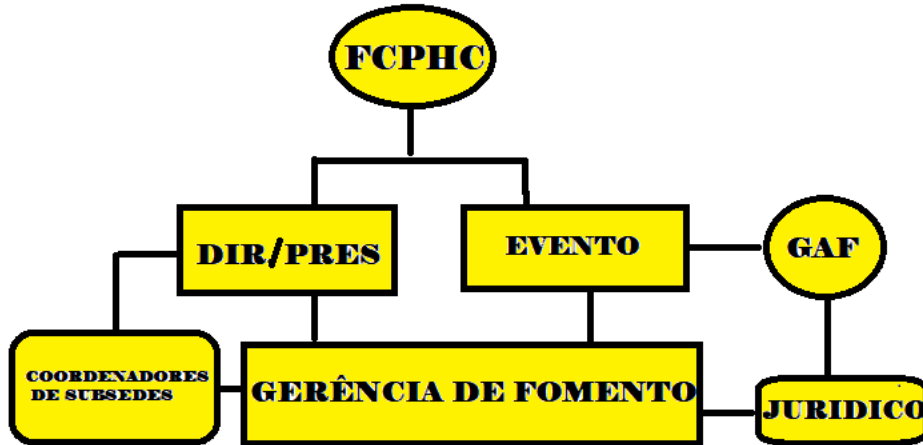 FCPHC
DIR/PRES
EVENTO
GAF
COORDENADORES
DE SUBSEDES
GERÊNCIA DE FOMENTO
JURIDICO